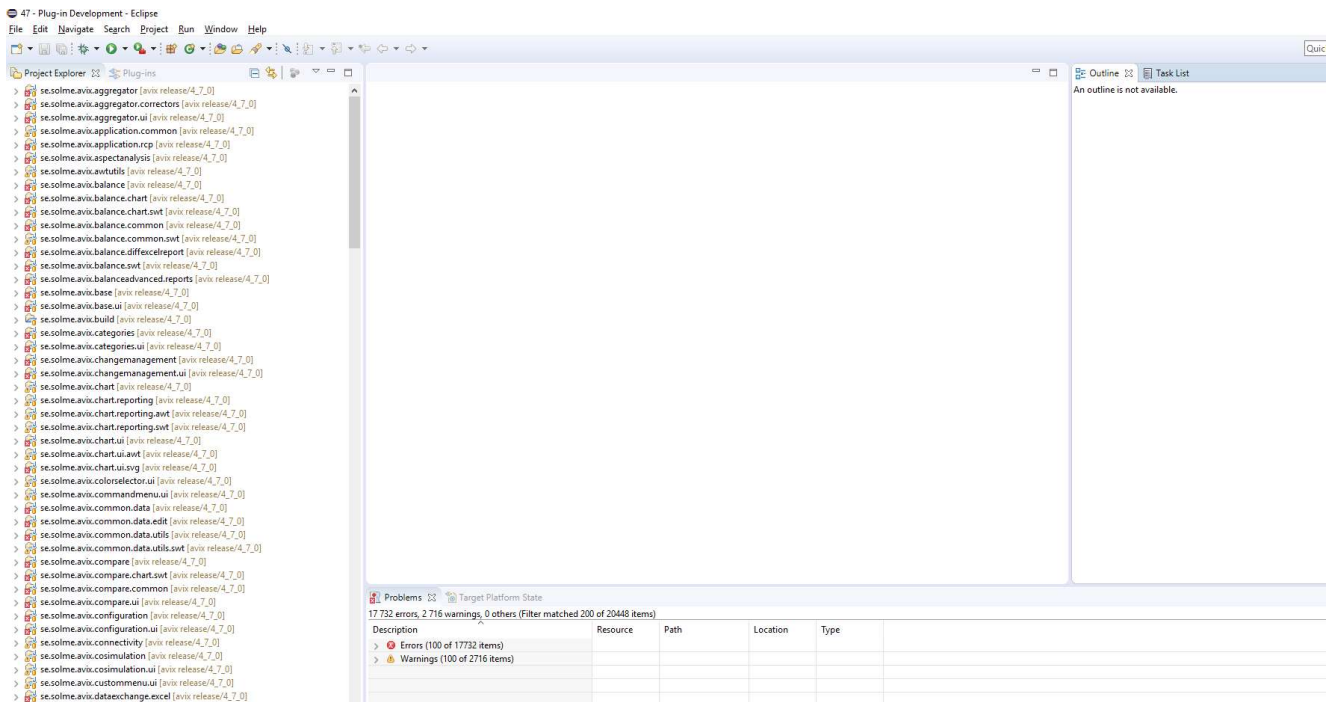 47 - Plug-in Development - Eclipse
File Edit Navigate Search Project Run Window Help
Quic
Project Explorer Plug-ins
se.solme.avix.aggregator [avix release/4_7_0]
se.solme.avix.aggregator.correctors [avix release/4_7_0]
se.solme.avix.aggregator.ui [avix release/4_7_0]
se.solme.avix.application.common [avix release/4_7_0]
se.solme.avix.application.rcp [avix release/4_7_0]
se.solme.avix.aspectanalysis [avix release/4_7_0]
se.solme.avix.awtutils [avix release/4_7_0]
se.solme.avix.balance [avix release/4_7_0]
se.solme.avix.balance.chart [avix release/4_7_0]
se.solme.avix.balance.chart.swt [avix release/4_7_0]
se.solme.avix.balance.common [avix release/4_7_0]
se.solme.avix.balance.common.swt [avix release/4_7_0]
se.solme.avix.balance.diffexcelreport [avix release/4_7_0]
se.solme.avix.balance.swt [avix release/4_7_0]
se.solme.avix.balanceadvanced.reports [avix release/4_7_0]
se.solme.avix.base [avix release/4_7_0]
se.solme.avix.base.ui [avix release/4_7_0]
se.solme.avix.build [avix release/4_7_0]
se.solme.avix.categories [avix release/4_7_0]
se.solme.avix.categories.ui [avix release/4_7_0]
se.solme.avix.changemanagement [avix release/4_7_0]
se.solme.avix.changemanagement.ui [avix release/4_7_0]
se.solme.avix.chart [avix release/4_7_0]
se.solme.avix.chart.reporting [avix release/4_7_0]
se.solme.avix.chart.reporting.awt [avix release/4_7_0]
se.solme.avix.chart.reporting.swt [avix release/4_7_0]
se.solme.avix.chart.ui [avix release/4_7_0]
se.solme.avix.chart.ui.awt [avix release/4_7_0]
se.solme.avix.chart.ui.svg [avix release/4_7_0]
se.solme.avix.colorselector.ui [avix release/4_7_0]
se.solme.avix.commandmenu.ui [avix release/4_7_0]
se.solme.avix.common.data [avix release/4_7_0]
se.solme.avix.common.data.edit [avix release/4_7_0]
se.solme.avix.common.data.utils [avix release/4_7_0]
se.solme.avix.common.data.utils.swt [avix release/4_7_0]
se.solme.avix.compare [avix release/4_7_0]
se.solme.avix.compare.chart.swt [avix release/4_7_0]
se.solme.avix.compare.common [avix release/4_7_0]
se.solme.avix.compare.ui [avix release/4_7_0]
se.solme.avix.configuration [avix release/4_7_0]
se.solme.avix.configuration.ui [avix release/4_7_0]
se.solme.avix.connectivity [avix release/4_7_0]
se.solme.avix.cosimulation [avix release/4_7_0]
se.solme.avix.cosimulation.ui [avix release/4_7_0]
se.solme.avix.custommenu.ui [avix release/4_7_0]
se.solme.avix.dataexchange.excel [avix release/4_7_0]
Outline Task List
An outline is not available.
Problems Target Platform State
17 732 errors, 2 716 warnings, 0 others (Filter matched 200 of 20448 items)
Description Resource Path Location Type
Errors (100 of 17732 items)
Warnings (100 of 2716 items)